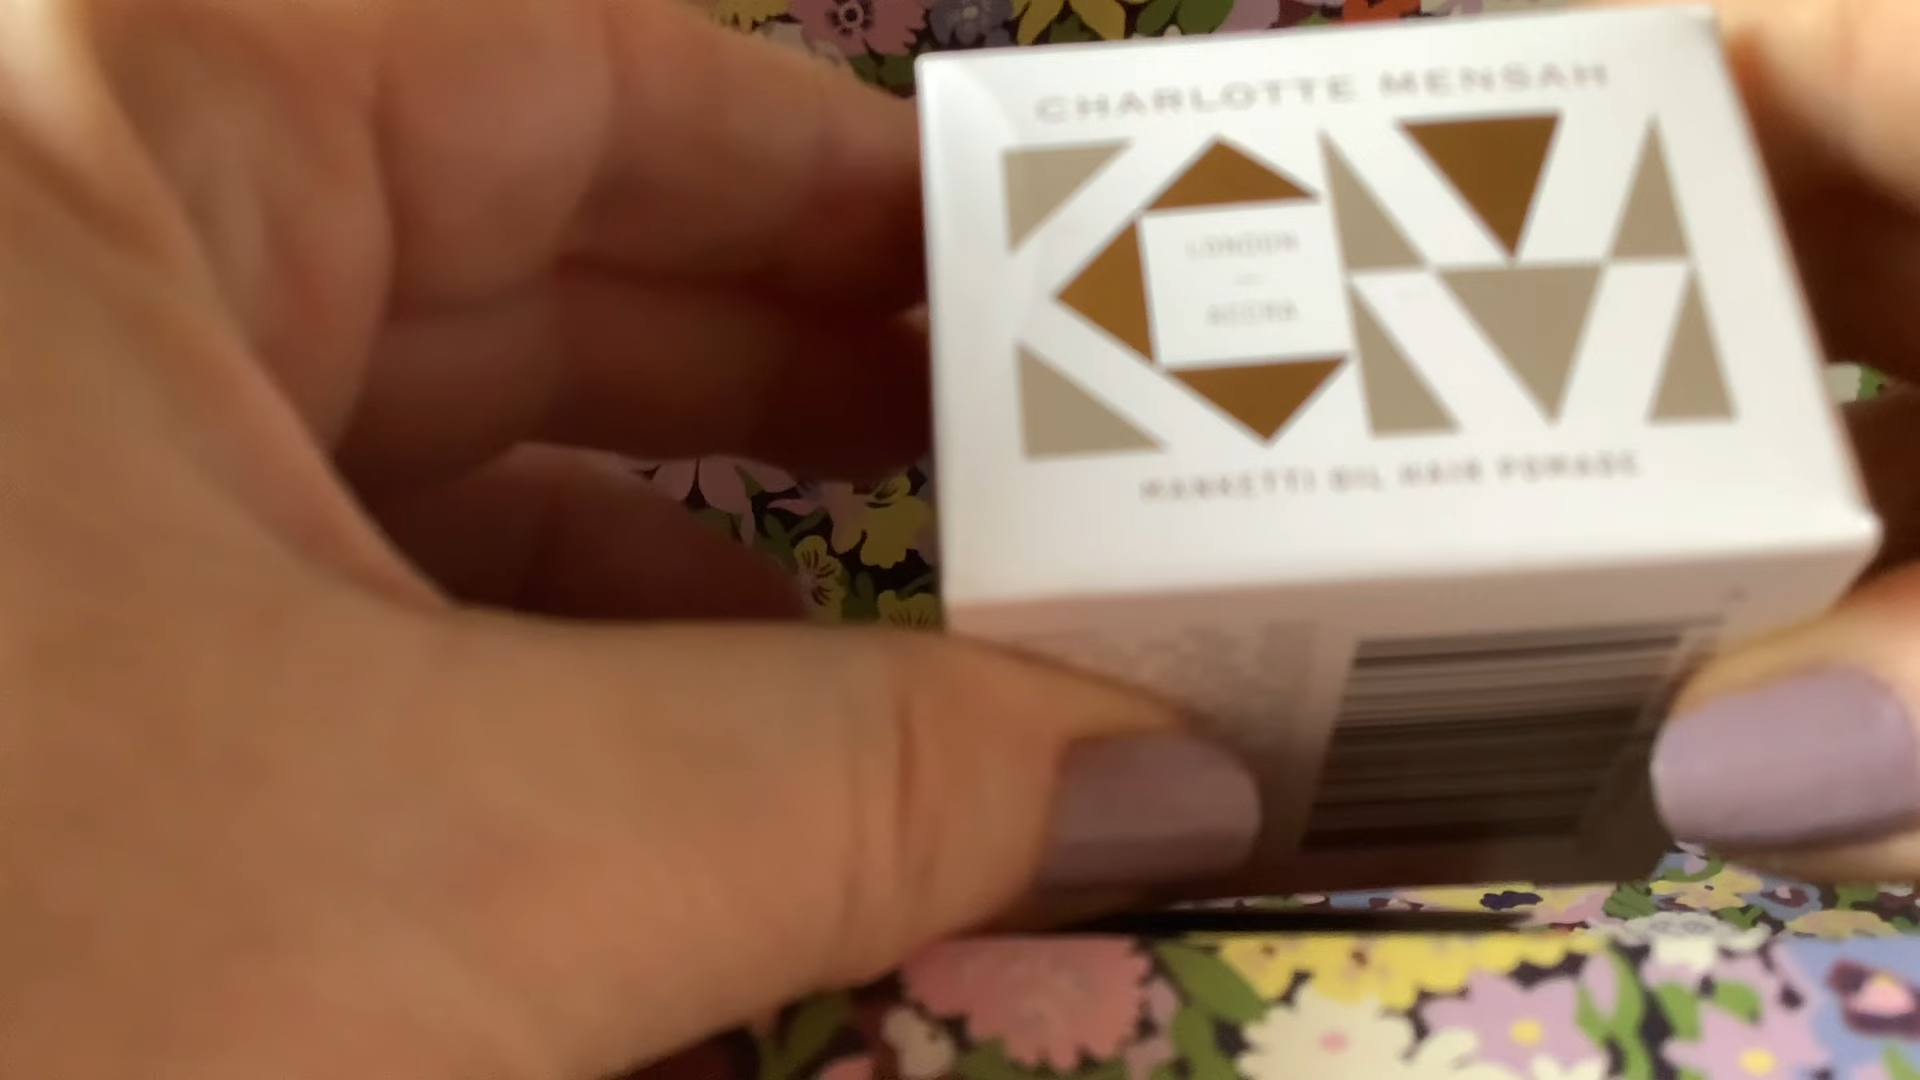 CHARLOTTE MENSAH
LONDON
—
ACCRA
MANKETTI OIL HAIR POMADE